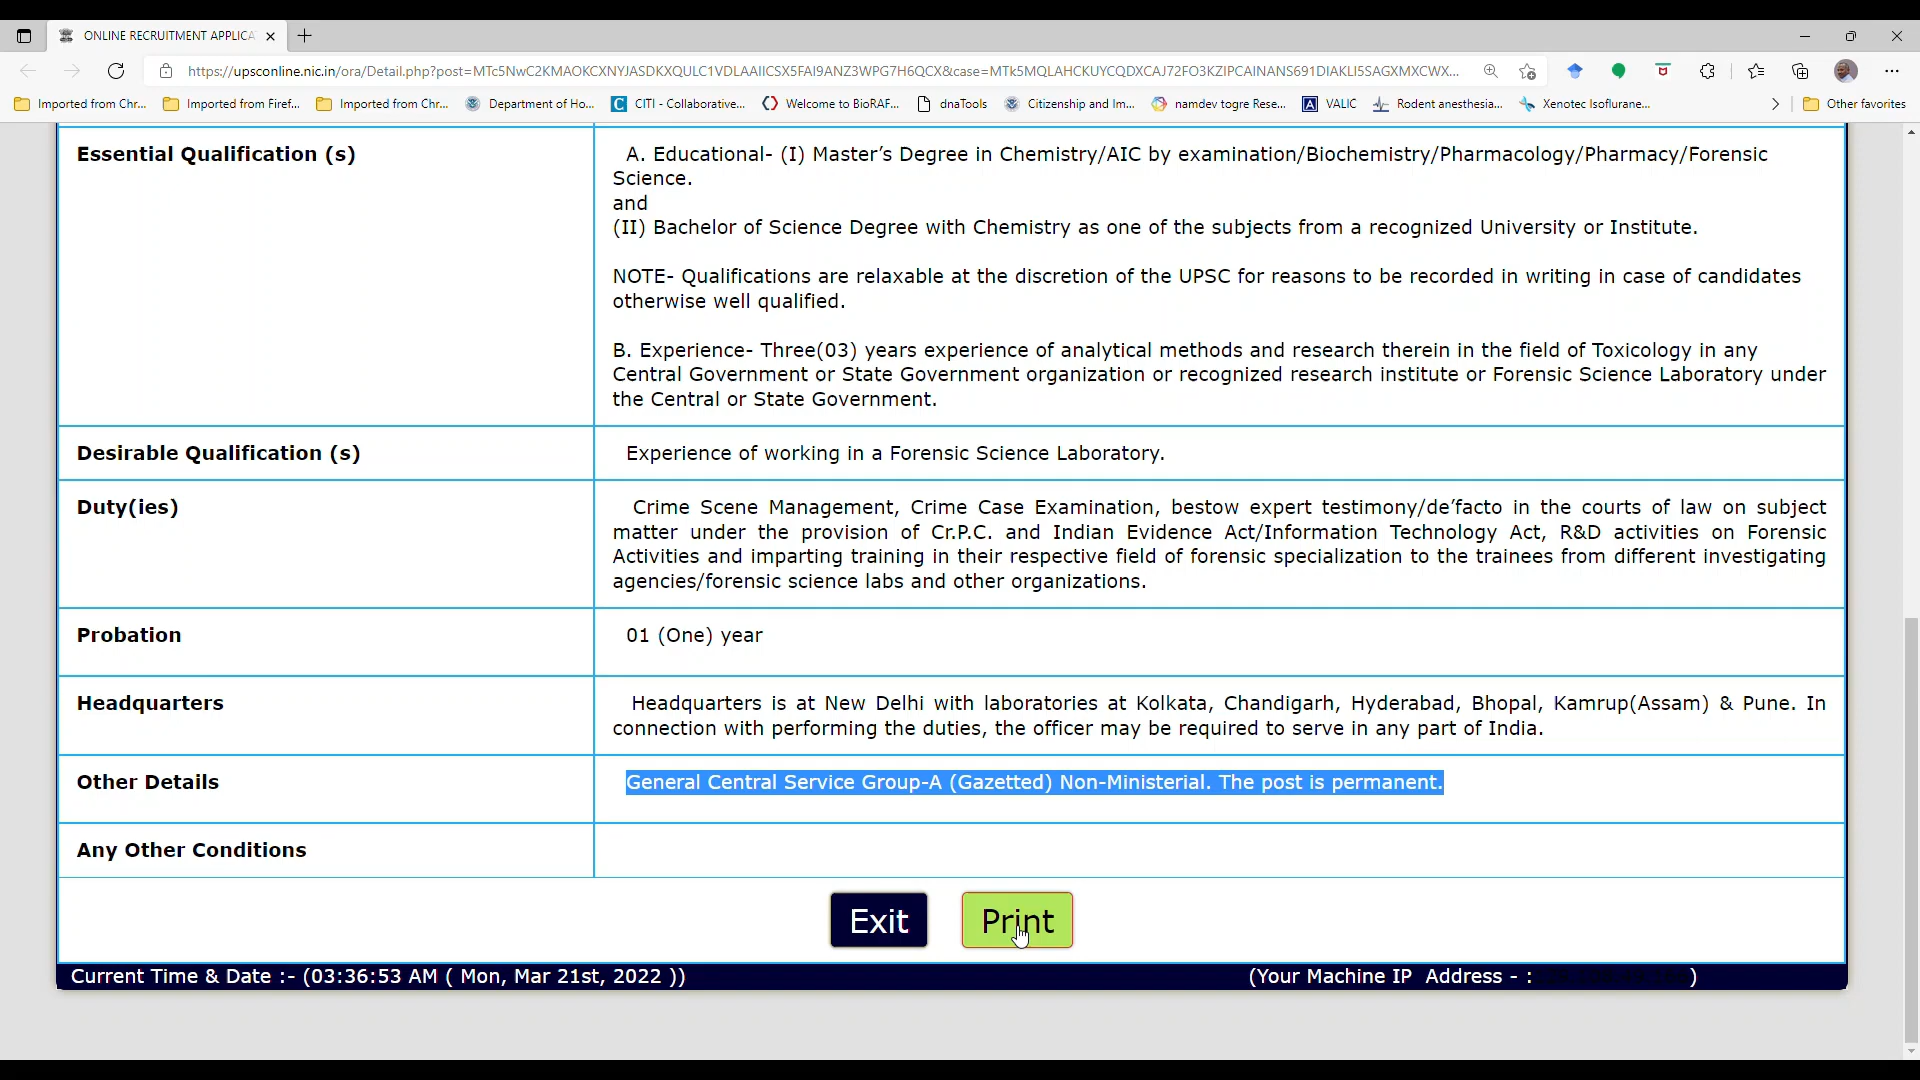 ONLINE RECRUITMENT APPLICA
https://upsconline.nic.in/ora/Detail.php?post=MTc5NwC2KMAOKCXNYJASDKXQULC1VDLAAIICSX5FAI9ANZ3WPG7H6QCX&case=MTk5MQLAHCKUYCQDXCAJ72FO3KZIPCAINANS691DIAKLI5SAGXMXCWX...
Imported from Chr... Imported from Firef... Imported from Chr... Department of Ho... CITI - Collaborative... Welcome to BioRAF... dnaTools Citizenship and Im... namdev togre Rese... VALIC Rodent anesthesia... Xenotec Isoflurane... Other favorites
Essential Qualification (s)
A. Educational- (I) Master's Degree in Chemistry/AIC by examination/Biochemistry/Pharmacology/Pharmacy/Forensic
Science.
and
(II) Bachelor of Science Degree with Chemistry as one of the subjects from a recognized University or Institute.
NOTE- Qualifications are relaxable at the discretion of the UPSC for reasons to be recorded in writing in case of candidates
otherwise well qualified.
B. Experience- Three(03) years experience of analytical methods and research therein in the field of Toxicology in any
Central Government or State Government organization or recognized research institute or Forensic Science Laboratory under
the Central or State Government.
Desirable Qualification (s)
Experience of working in a Forensic Science Laboratory.
Duty(ies)
Crime Scene Management, Crime Case Examination, bestow expert testimony/de'facto in the courts of law on subject
matter under the provision of Cr.P.C. and Indian Evidence Act/Information Technology Act, R&D activities on Forensic
Activities and imparting training in their respective field of forensic specialization to the trainees from different investigating
agencies/forensic science labs and other organizations.
Probation
01 (One) year
Headquarters
Headquarters is at New Delhi with laboratories at Kolkata, Chandigarh, Hyderabad, Bhopal, Kamrup(Assam) & Pune. In
connection with performing the duties, the officer may be required to serve in any part of India.
Other Details
General Central Service Group-A (Gazetted) Non-Ministerial. The post is permanent.
Any Other Conditions
Exit Print
Current Time & Date :- (03:36:53 AM ( Mon, Mar 21st, 2022 ))
(Your Machine IP Address - : )